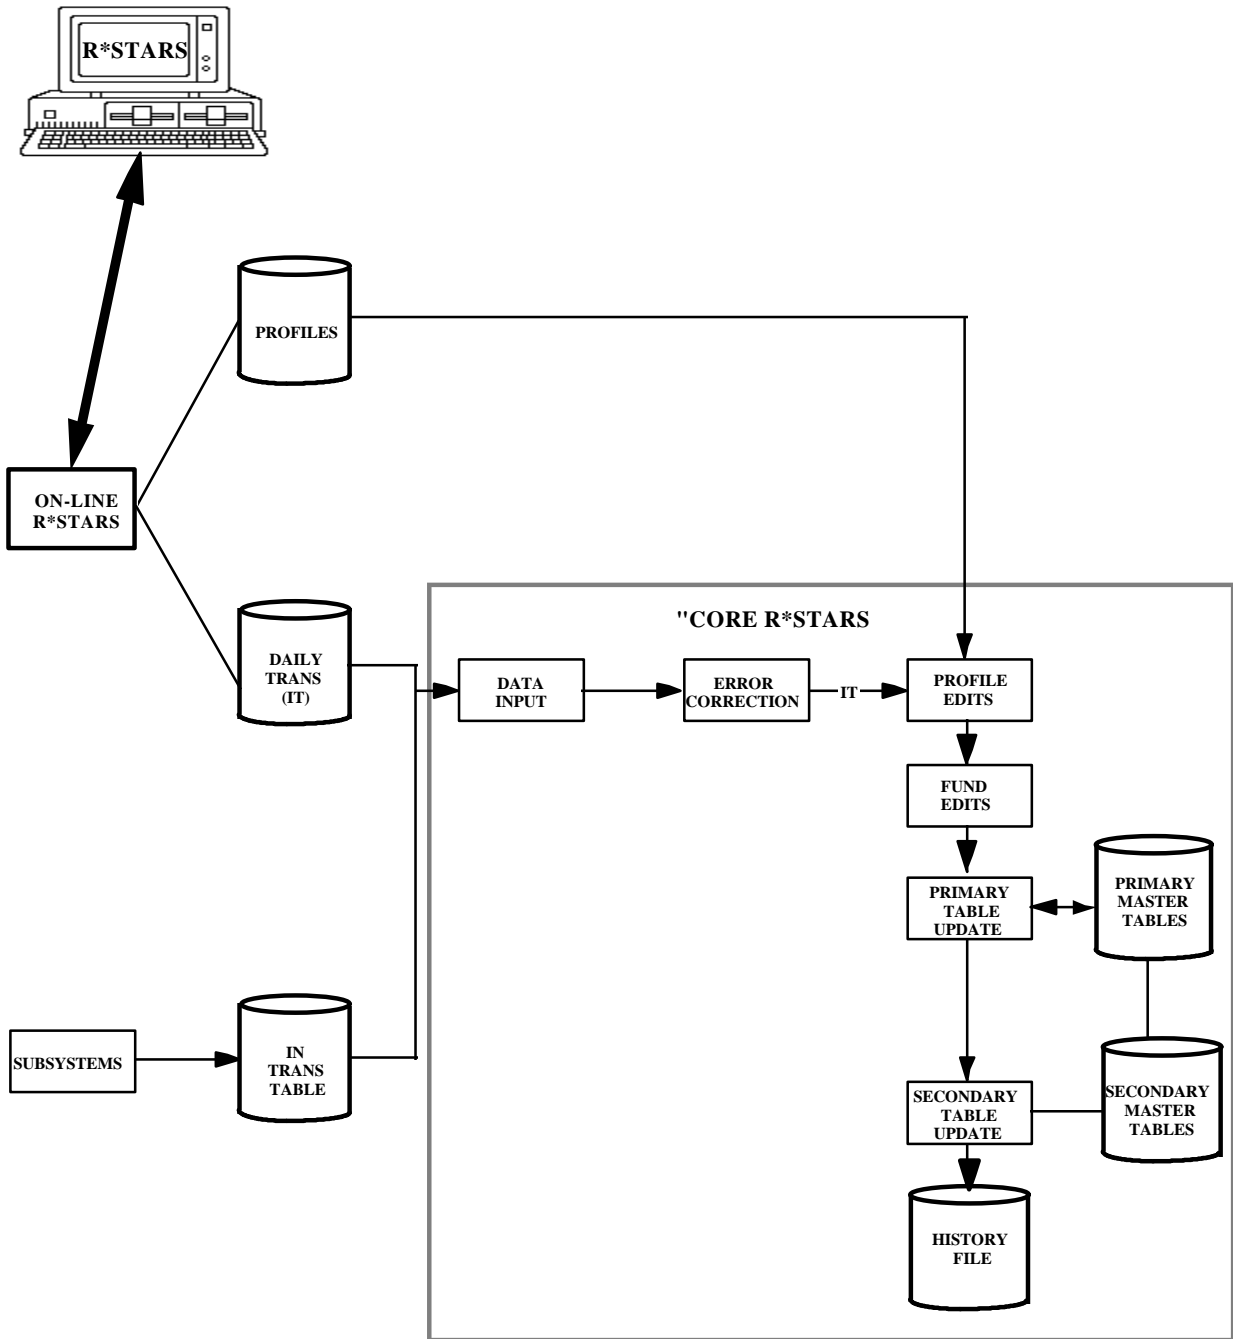 R*STARS
PROFILES
ON-LINE
R*STARS
"CORE R*STARS
DAILY
TRANS
(IT)
DATA
INPUT
ERROR
CORRECTION
IT
PROFILE
EDITS
FUND
EDITS
PRIMARY
TABLE
UPDATE
PRIMARY
MASTER
TABLES
SUBSYSTEMS
IN
TRANS
TABLE
SECONDARY
TABLE
UPDATE
SECONDARY
MASTER
TABLES
HISTORY
FILE